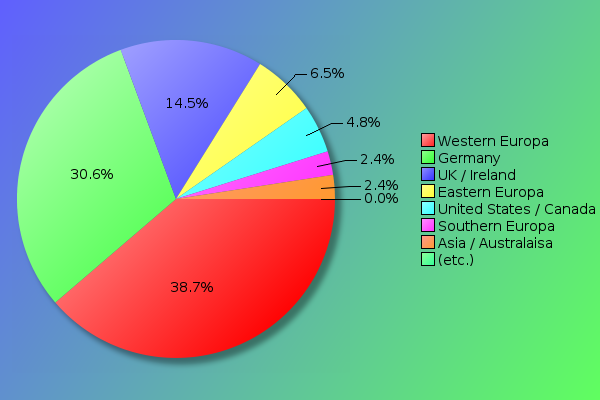 6.5%
14.5%
4.8%
2.4%
30.6%
2.4%
0.0%
38.7%
Western Europa
Germany
UK / Ireland
Eastern Europa
United States / Canada
Southern Europa
Asia / Australaisa
(etc.)